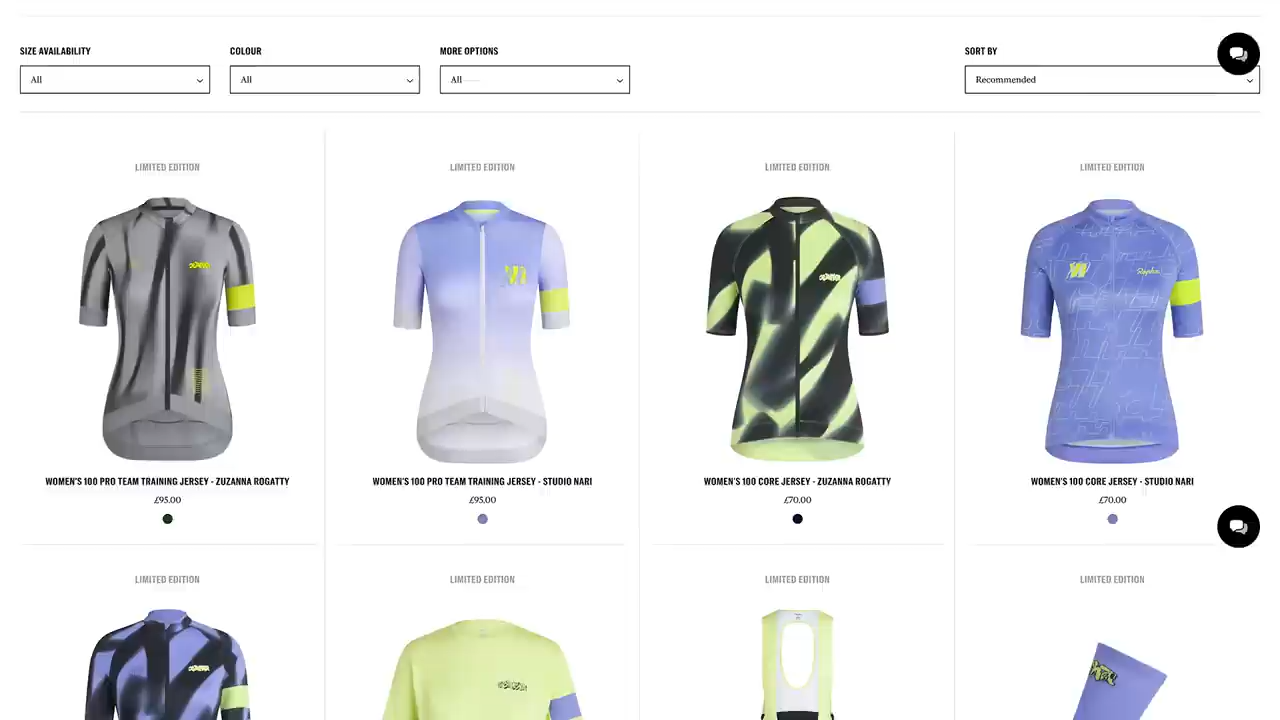 SIZE AVAILABILITY
COLOUR
MORE OPTIONS
SORT BY
All
All
All
Recommended
LIMITED EDITION
LIMITED EDITION
LIMITED EDITION
LIMITED EDITION
Rapha
WOMEN'S 100 PRO TEAM TRAINING JERSEY - ZUZANNA ROGATTY
WOMEN'S 100 PRO TEAM TRAINING JERSEY - STUDIO NARI
WOMEN'S 100 CORE JERSEY - ZUZANNA ROGATTY
WOMEN'S 100 CORE JERSEY - STUDIO NARI
£95.00
£95.00
£70.00
£70.00
LIMITED EDITION
LIMITED EDITION
LIMITED EDITION
LIMITED EDITION